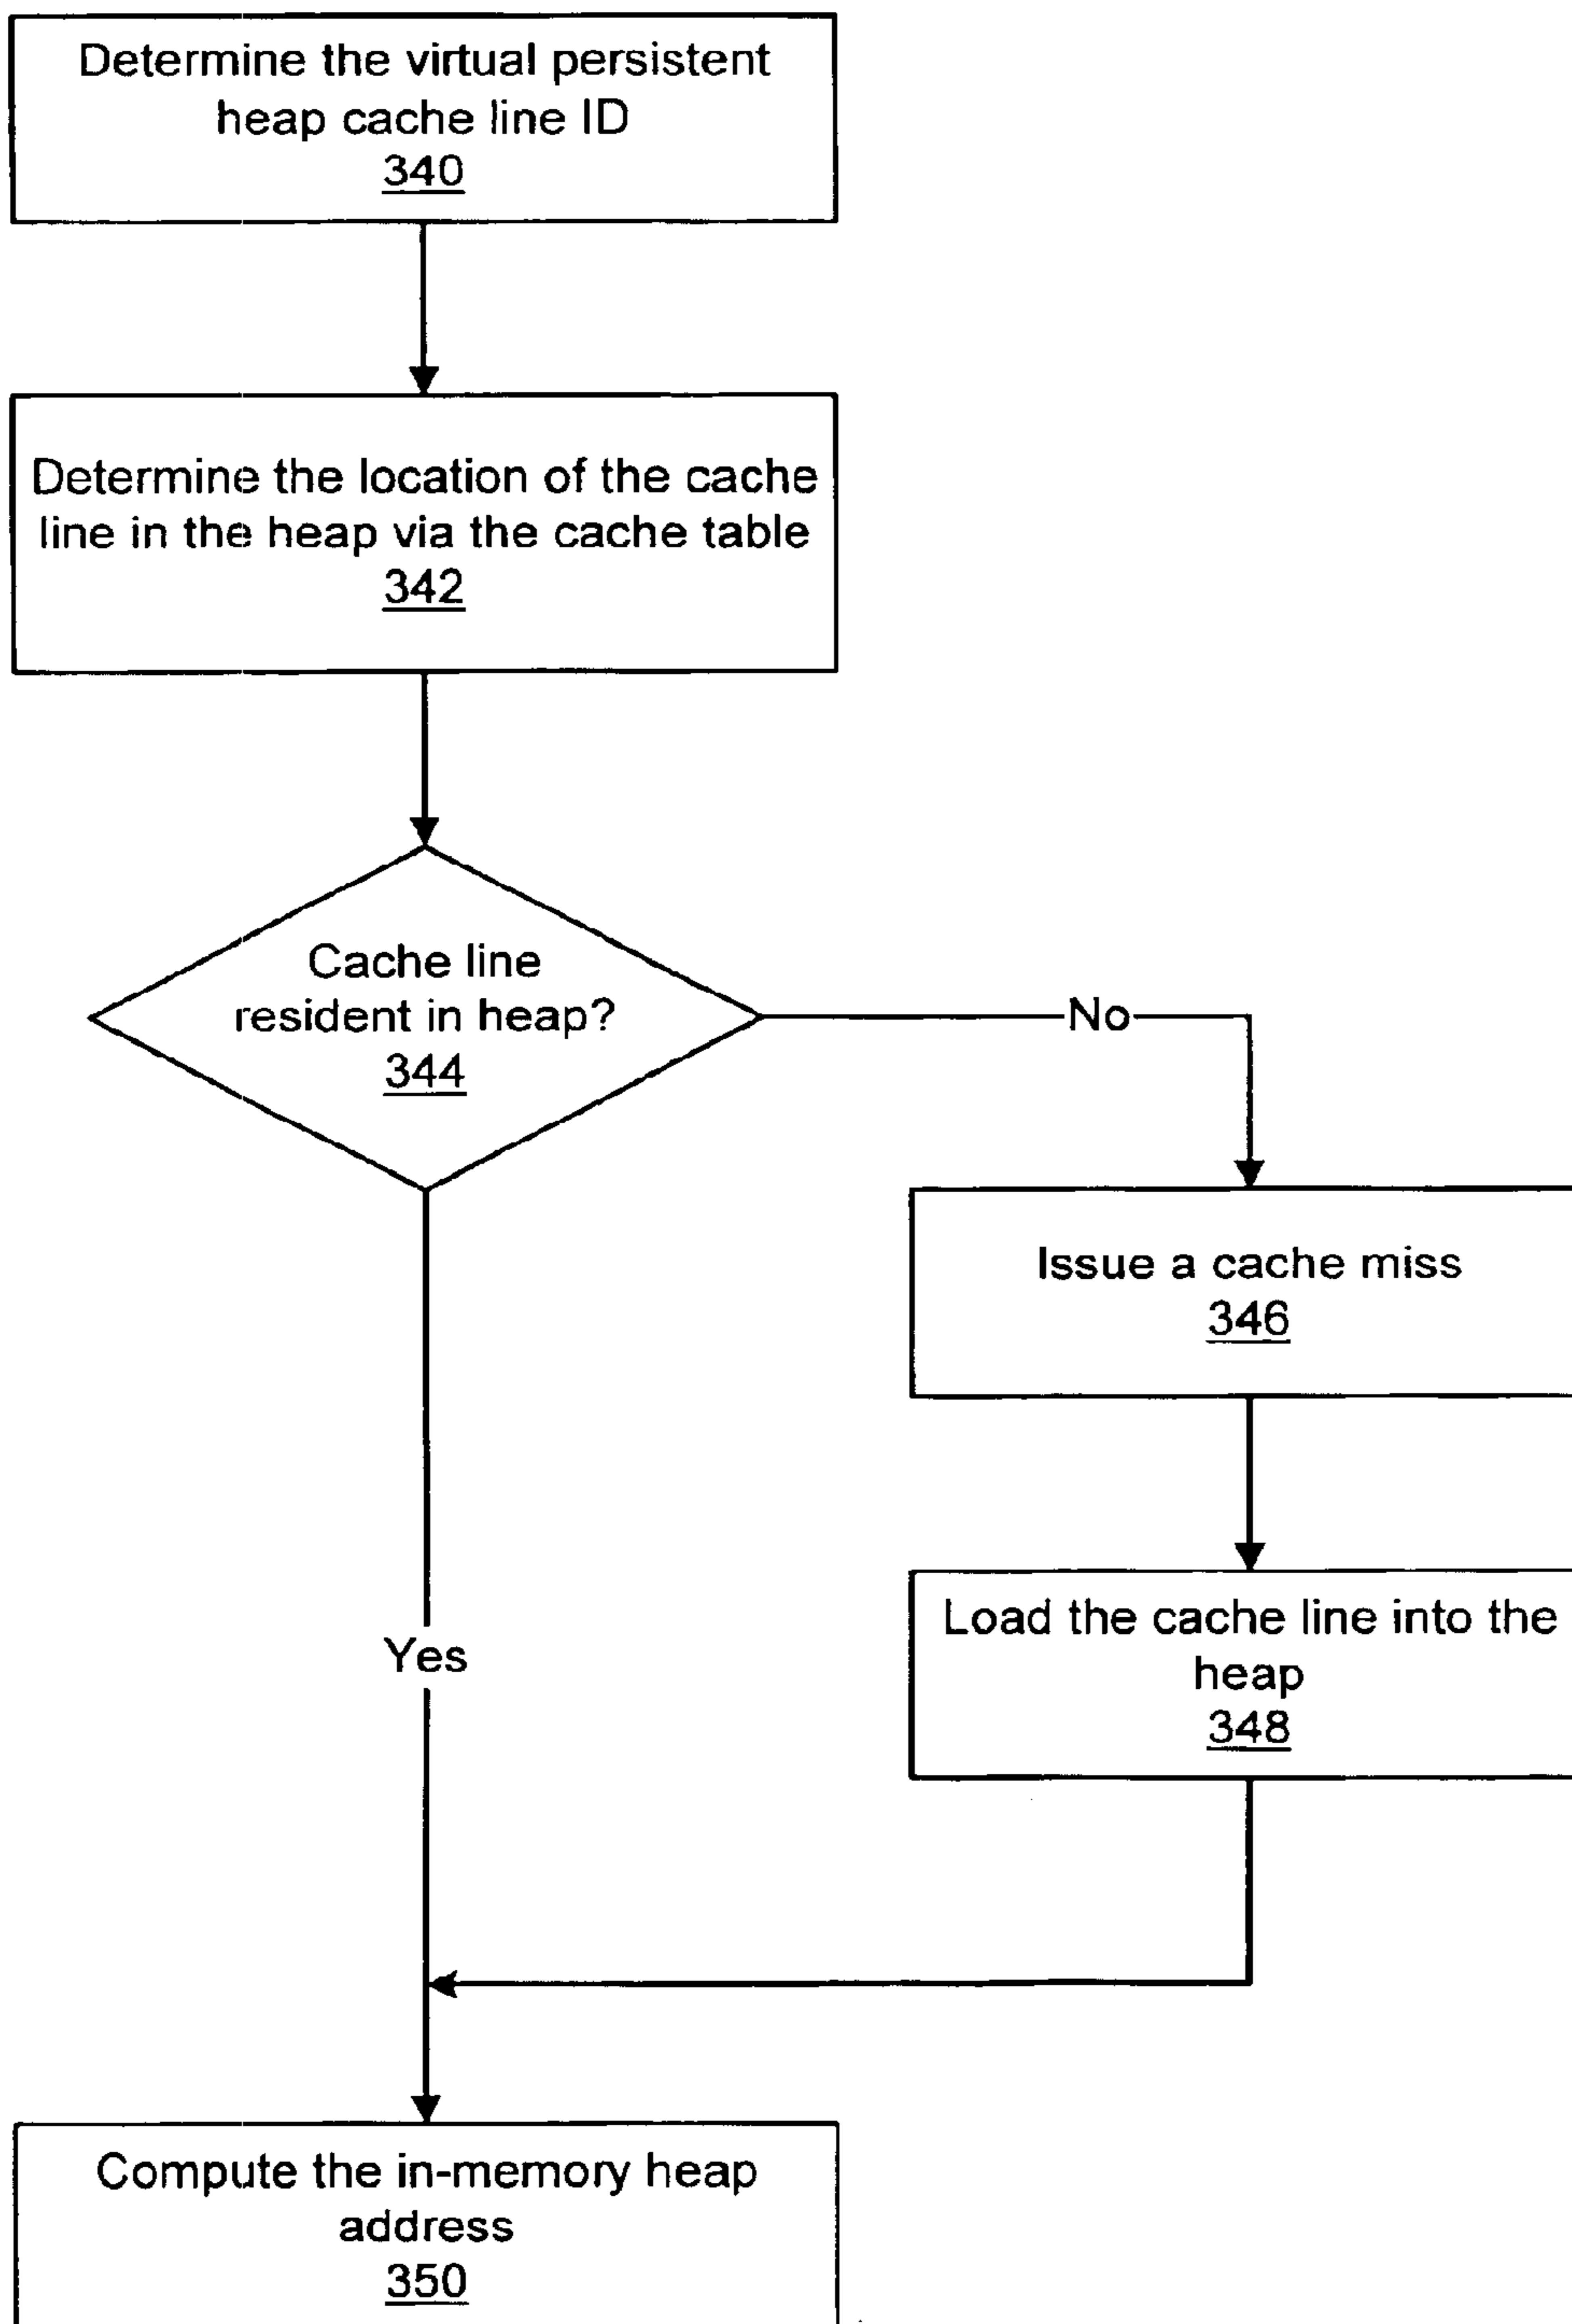 Determine the virtual persistent
heap cache line ID
340
Determine the location of the cache
line in the heap via the cache table
342
Cache line
resident in heap?
344
No
Issue a cache miss
346
Load the cache line into the
heap
348
Yes
Compute the in-memory heap
address
350